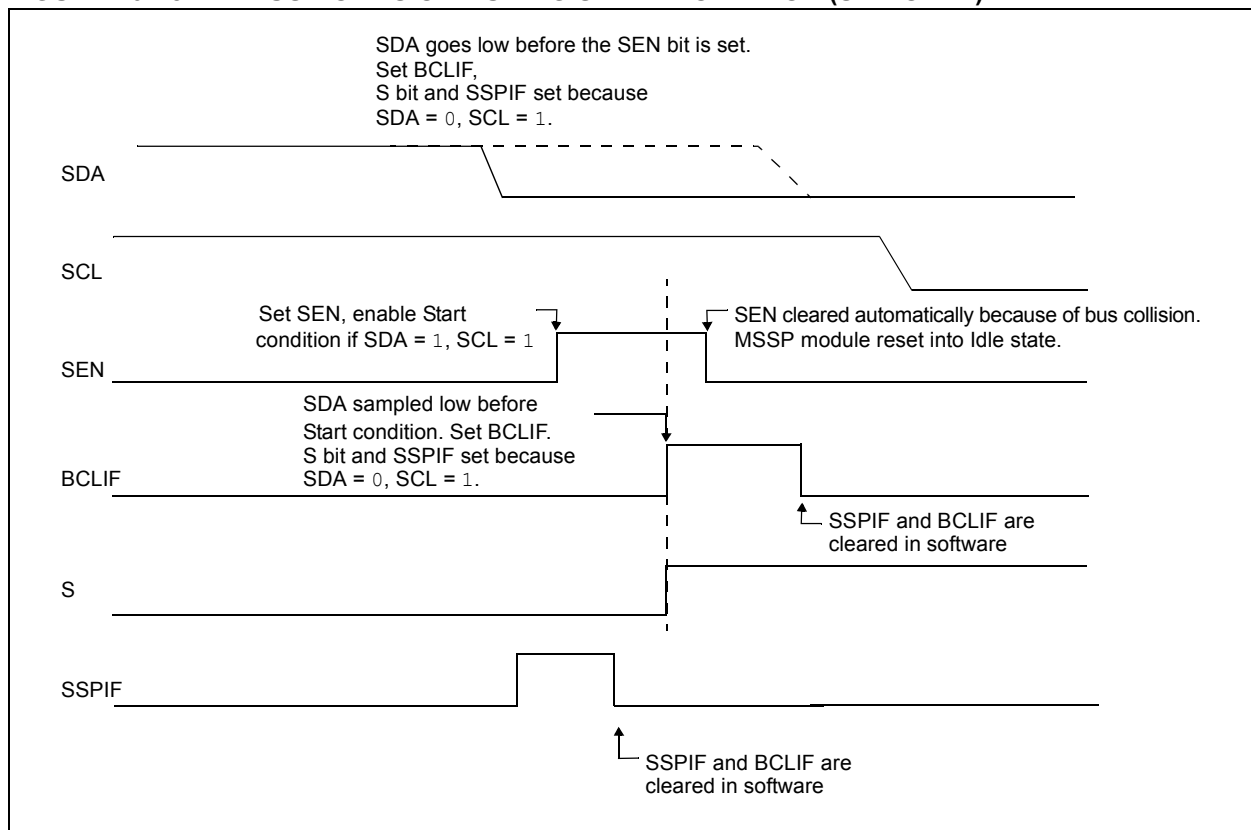 SDA goes low before the SEN bit is set.
Set BCLIF,
S bit and SSPIF set because
SDA = 0, SCL = 1.
SDA
SCL
Set SEN, enable Start
condition if SDA = 1, SCL = 1
SEN cleared automatically because of bus collision.
MSSP module reset into Idle state.
SEN
SDA sampled low before
Start condition. Set BCLIF.
S bit and SSPIF set because
SDA = 0, SCL = 1.
BCLIF
SSPIF and BCLIF are
cleared in software
S
SSPIF
SSPIF and BCLIF are
cleared in software